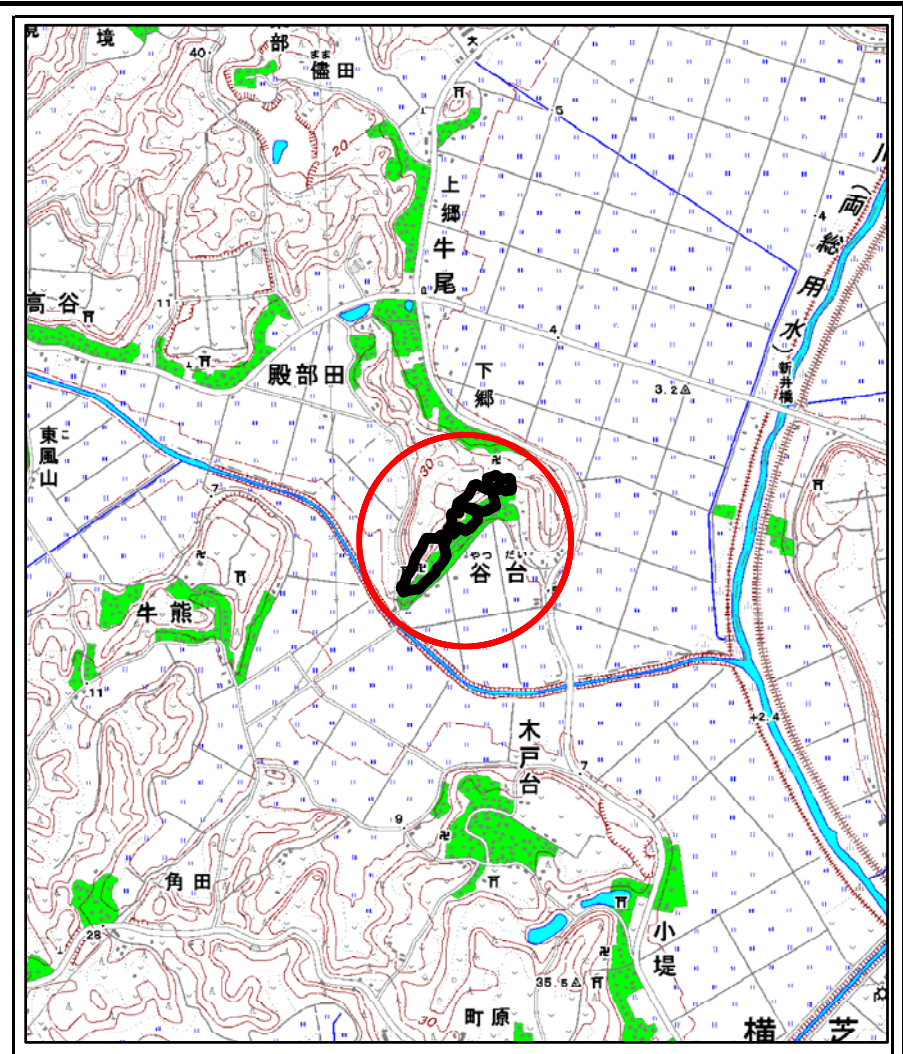 境
部
40
まま
儘田
5
20
上郷
牛尾
(両総用水)
4
高谷
11
4
殿部田
下郷
3.2
新井橋
東風山
こ
30
7
やつ だい
谷台
牛熊
11
+2.4
木戸台
7
9
角田
28
小堤
35.5
町原
30
横芝